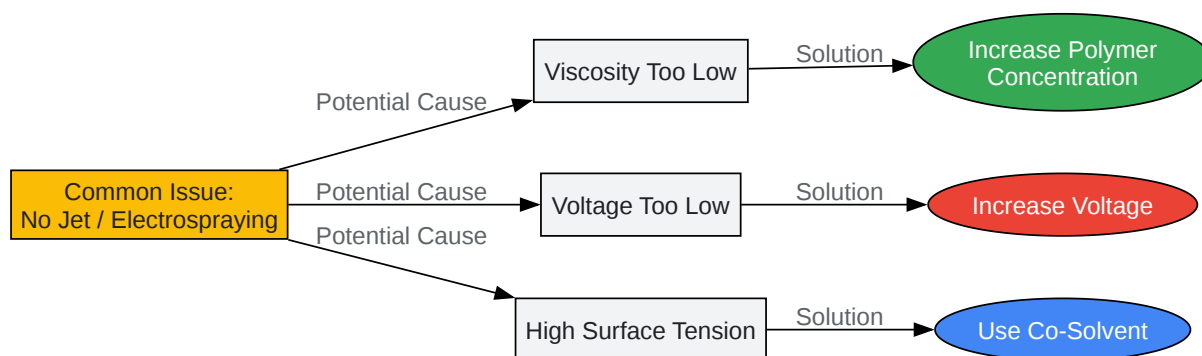 Common Issue:
No Jet / Electrospraying
Potential Cause
Viscosity Too Low
Solution
Increase Polymer
Concentration
Potential Cause
Voltage Too Low
Solution
Increase Voltage
Potential Cause
High Surface Tension
Solution
Use Co-Solvent